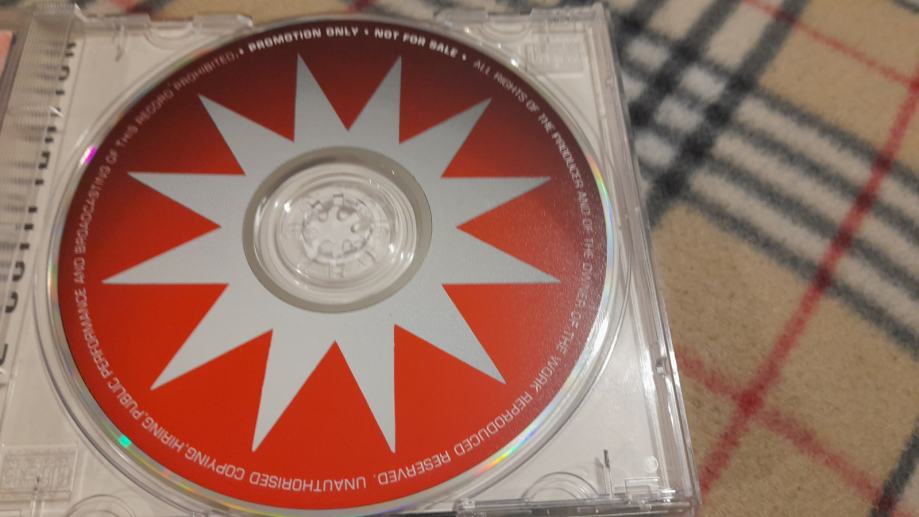 • PROMOTION ONLY • NOT FOR SALE • ALL RIGHTS OF THE PRODUCER AND OF THE OWNER OF THE WORK REPRODUCED RESERVED. UNAUTHORISED COPYING,HIRING,PUBLIC PERFORMANCE AND BROADCASTING OF THIS RECORD PROHIBITED.